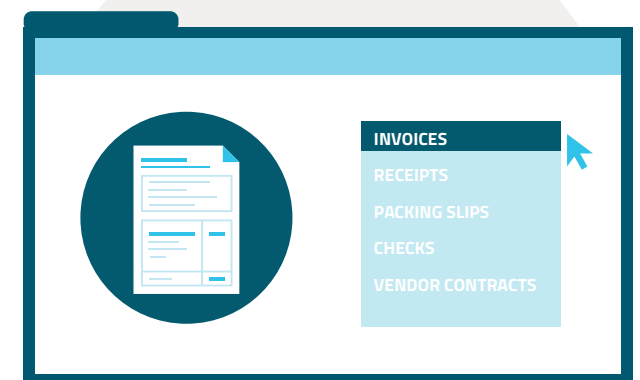 INVOICES
RECEIPTS
PACKING SLIPS
CHECKS
VENDOR CONTRACTS